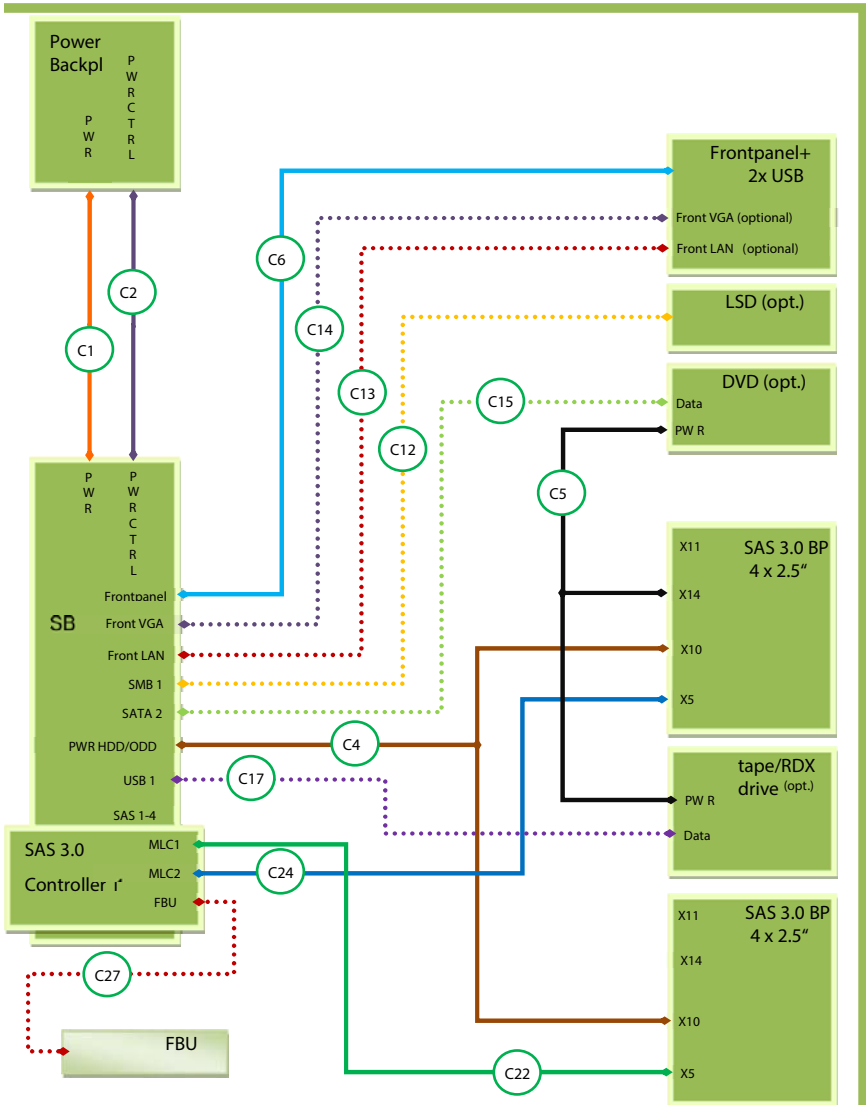 Power
Backpl
PWR
PWRCTRL
C1
C2
C6
C14
C13
C12
C15
C5
Frontpanel+
2x USB
Front VGA (optional)
Front LAN (optional)
LSD (opt.)
DVD (opt.)
Data
PW R
SAS 3.0 BP
4 x 2.5“
X11
X14
X10
X5
PWR
PWRCTRL
SB
Frontpanel
Front VGA
Front LAN
SMB 1
SATA 2
PWR HDD/ODD
USB 1
SAS 1-4
C4
C17
tape/RDX
drive (opt.)
PW R
Data
SAS 3.0
Controller
MLC1
MLC2
FBU
C24
C27
FBU
C22
SAS 3.0 BP
4 x 2.5“
X11
X14
X10
X5